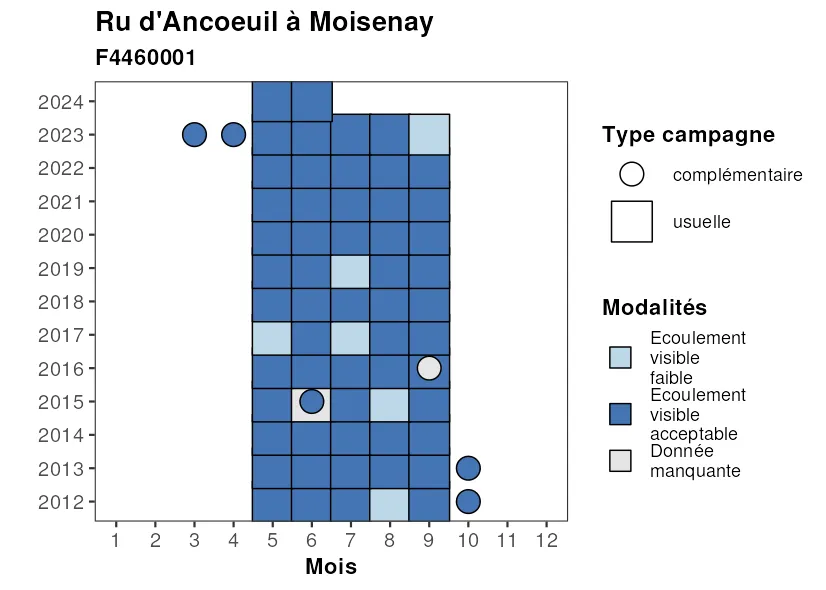 Ru d'Ancoeuil à Moisenay
F4460001
2024
2023
2022
2021
2020
2019
2018
2017
2016
2015
2014
2013
2012
1 2 3 4 5 6 7 8 9 10 11 12
Mois
Type campagne
complémentaire
usuelle
Modalités
Ecoulement
visible
faible
Ecoulement
visible
acceptable
Donnée
manquante